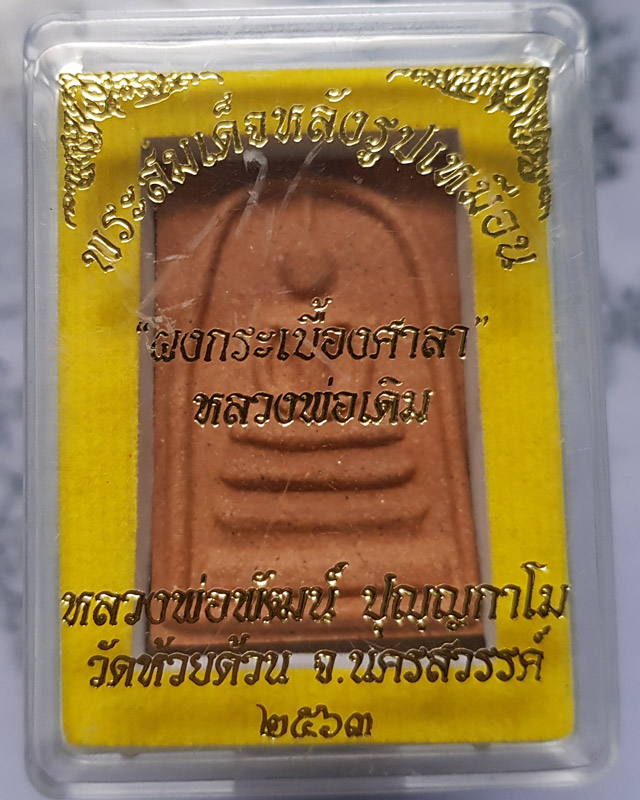 พระสมเด็จหลังรูปเหมือน
"ผงกระเบื้องศาลา"
หลวงพ่อเดิม
หลวงพ่อพัฒน์ ปุญฺญกาโม
วัดห้วยด้วน จ.นครสวรรค์
๒๕๖๓